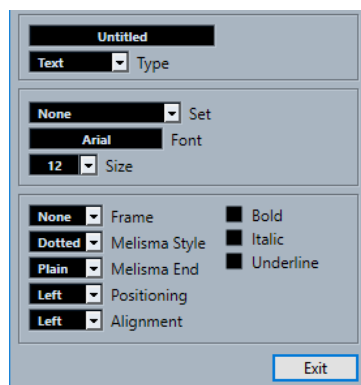 Untitled
Text Type
None Set
Arial Font
12 Size
None Frame Bold
Dotted Melisma Style Italic
Plain Melisma End Underline
Left Positioning
Left Alignment
Exit